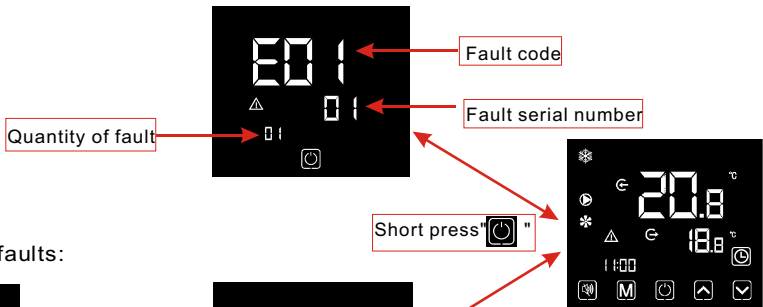 E01
Fault code
01
Fault serial number
Quantity of fault
01
20.8 °C
Short press" "
18.8 °C
faults:
11:00
M